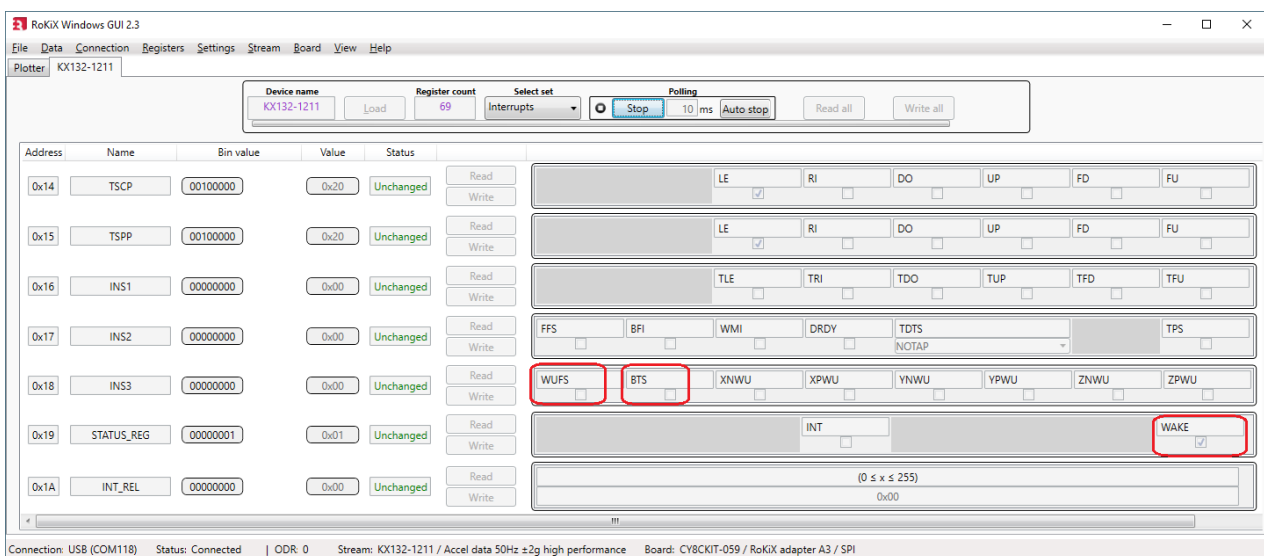 RoKiX Windows GUI 2.3
File Data Connection Registers Settings Stream Board View Help
Plotter KX132-1211
Device name Register count Select set Polling
KX132-1211 Load 69 Interrupts Stop 10 ms Auto stop Read all Write all
Address Name Bin value Value Status
0x14 TSCP 00100000 0x20 Unchanged Read Write LE RI DO UP FD FU
0x15 TSPP 00100000 0x20 Unchanged Read Write LE RI DO UP FD FU
0x16 INS1 00000000 0x00 Unchanged Read Write TLE TRI TDO TUP TFD TFU
0x17 INS2 00000000 0x00 Unchanged Read Write FFS BFI WMI DRDY TDTS NOTAP TPS
0x18 INS3 00000000 0x00 Unchanged Read Write WUFS BTS XNWU XPWU YNWU YPWU ZNWU ZPWU
0x19 STATUS_REG 00000001 0x01 Unchanged Read Write INT WAKE
0x1A INT_REL 00000000 0x00 Unchanged Read Write (0 ≤ x ≤ 255) 0x00
Connection: USB (COM118) Status: Connected | ODR: 0 Stream: KX132-1211 / Accel data 50Hz ±2g high performance Board: CY8CKIT-059 / RoKiX adapter A3 / SPI